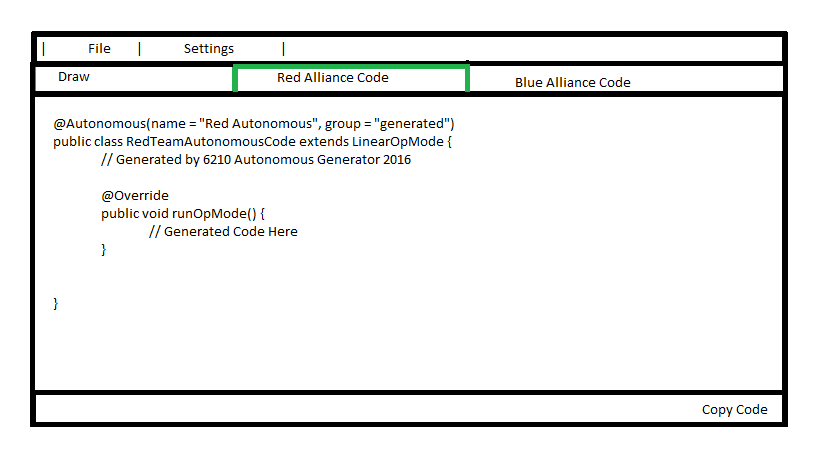 | File | Settings |
Draw Red Alliance Code Blue Alliance Code
@Autonomous(name = "Red Autonomous", group = "generated")
public class RedTeamAutonomousCode extends LinearOpMode {
// Generated by 6210 Autonomous Generator 2016
@Override
public void runOpMode() {
// Generated Code Here
}
}
Copy Code